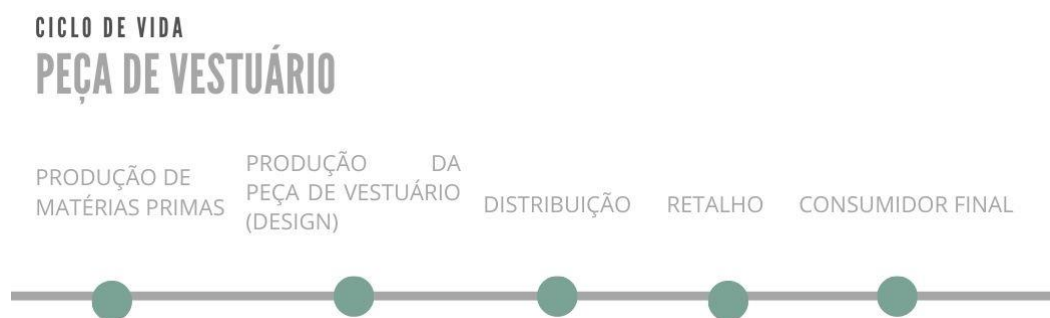 CICLO DE VIDA
PEÇA DE VESTUÁRIO
PRODUÇÃO DE
MATÉRIAS PRIMAS
PRODUÇÃO DA
PEÇA DE VESTUÁRIO
(DESIGN)
DISTRIBUIÇÃO
RETALHO
CONSUMIDOR FINAL